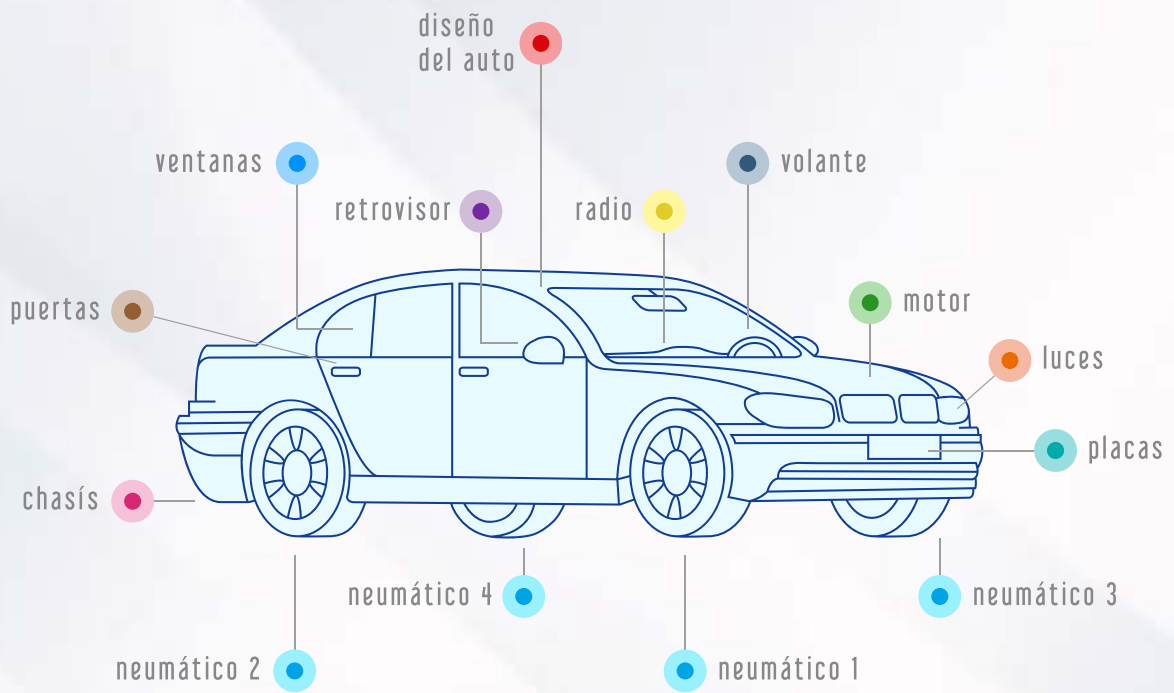 diseño
del auto
ventanas
volante
retrovisor
radio
puertas
motor
luces
placas
chasís
neumático 4
neumático 3
neumático 2
neumático 1